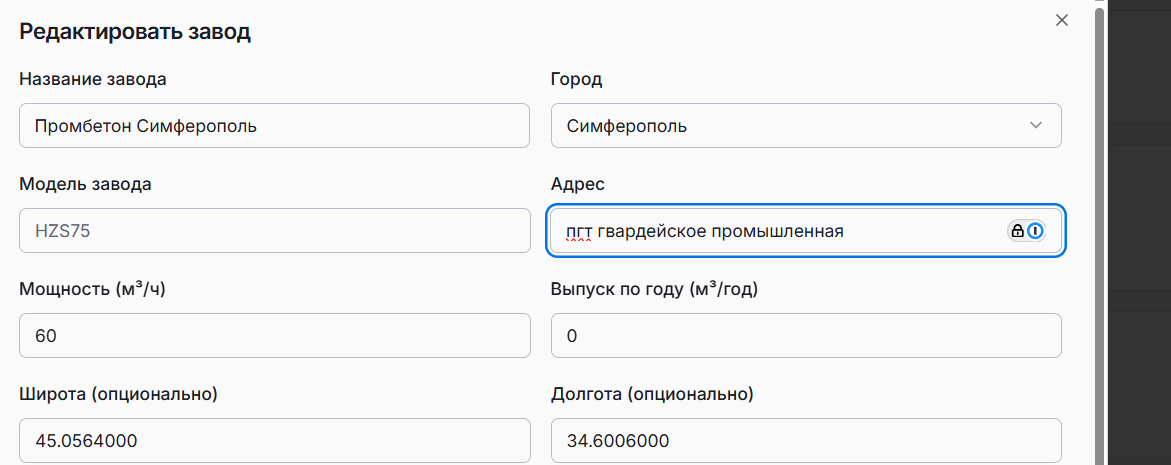 Редактировать завод
Название завода
Город
Промбетон Симферополь
Симферополь
Модель завода
Адрес
HZS75
пгт гвардейское промышленная
Мощность (м³/ч)
Выпуск по году (м³/год)
60
0
Широта (опционально)
Долгота (опционально)
45.0564000
34.6006000